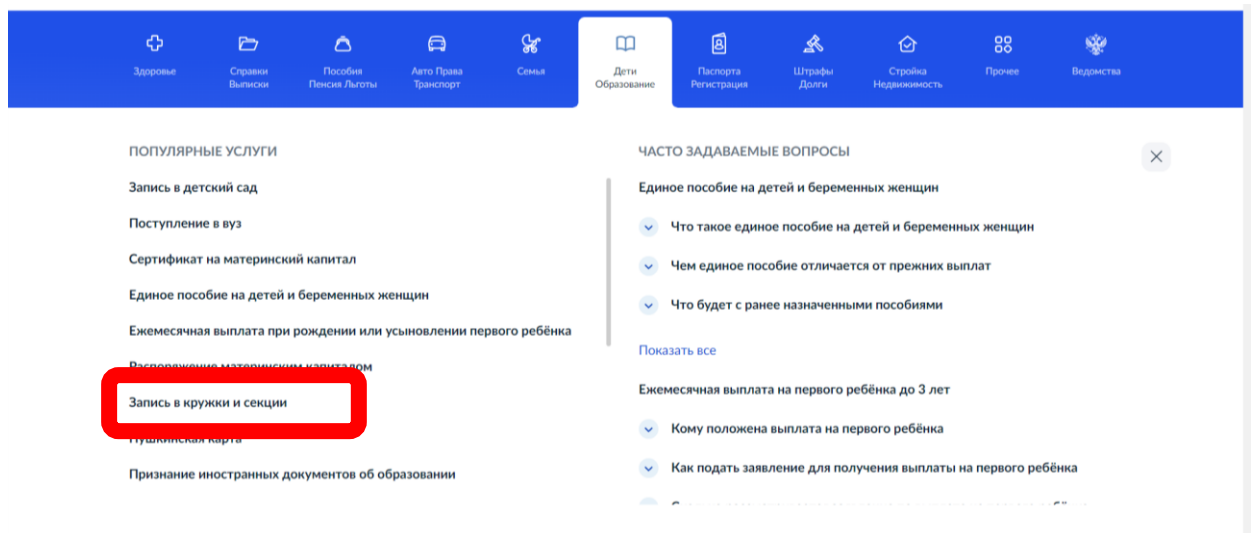 Здоровье
Справки
Выписки
Пособия
Пенсия Льготы
Авто Права
Транспорт
Семья
Дети
Образование
Паспорта
Регистрация
Штрафы
Долги
Стройка
Недвижимость
Прочее
Ведомства
ПОПУЛЯРНЫЕ УСЛУГИ
Запись в детский сад
Поступление в вуз
Сертификат на материнский капитал
Единое пособие на детей и беременных женщин
Ежемесячная выплата при рождении или усыновлении первого ребёнка
Распоряжение материнским капиталом
Запись в кружки и секции
Пушкинская карта
Признание иностранных документов об образовании
ЧАСТО ЗАДАВАЕМЫЕ ВОПРОСЫ
Единое пособие на детей и беременных женщин
Что такое единое пособие на детей и беременных женщин
Чем единое пособие отличается от прежних выплат
Что будет с ранее назначенными пособиями
Показать все
Ежемесячная выплата на первого ребёнка до 3 лет
Кому положена выплата на первого ребёнка
Как подать заявление для получения выплаты на первого ребёнка